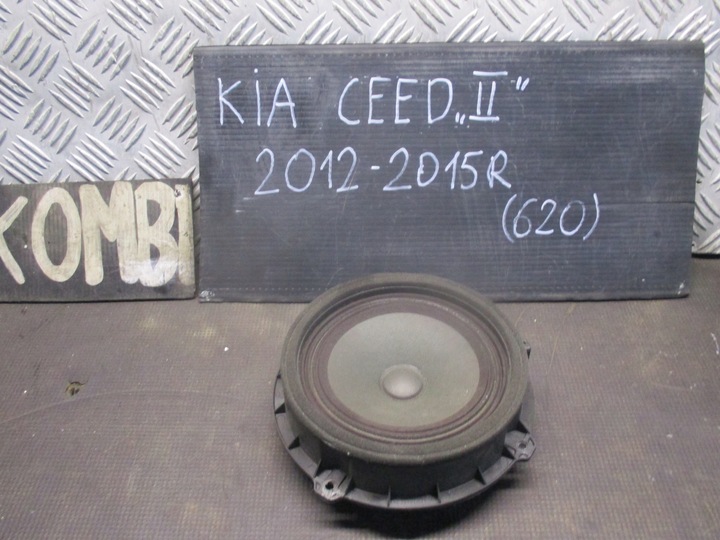 KiA CEED „II"
2012-2015R
(620)
KOMBI